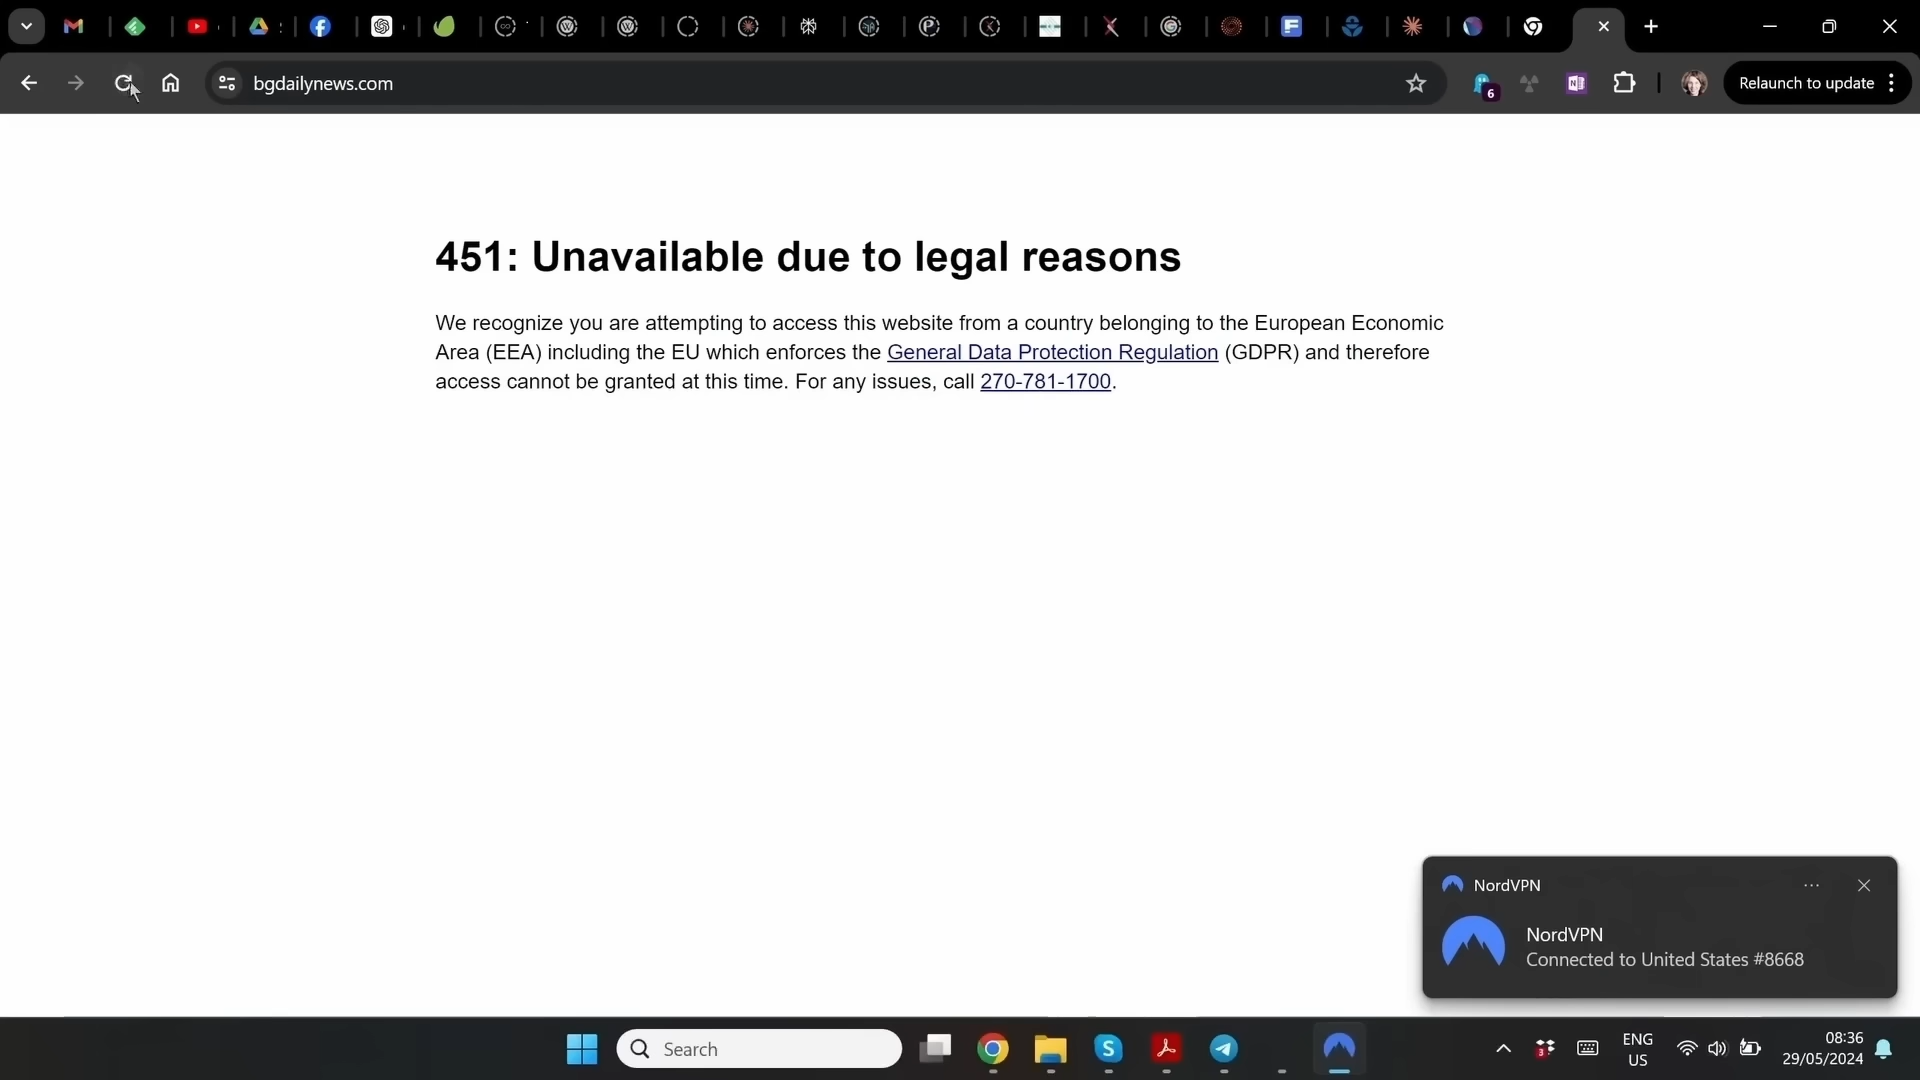 bgdailynews.com
6
Relaunch to update
451: Unavailable due to legal reasons
We recognize you are attempting to access this website from a country belonging to the European Economic
Area (EEA) including the EU which enforces the General Data Protection Regulation (GDPR) and therefore
access cannot be granted at this time. For any issues, call 270-781-1700.
NordVPN
NordVPN
Connected to United States #8668
Search
3
ENG
US
08:36
29/05/2024